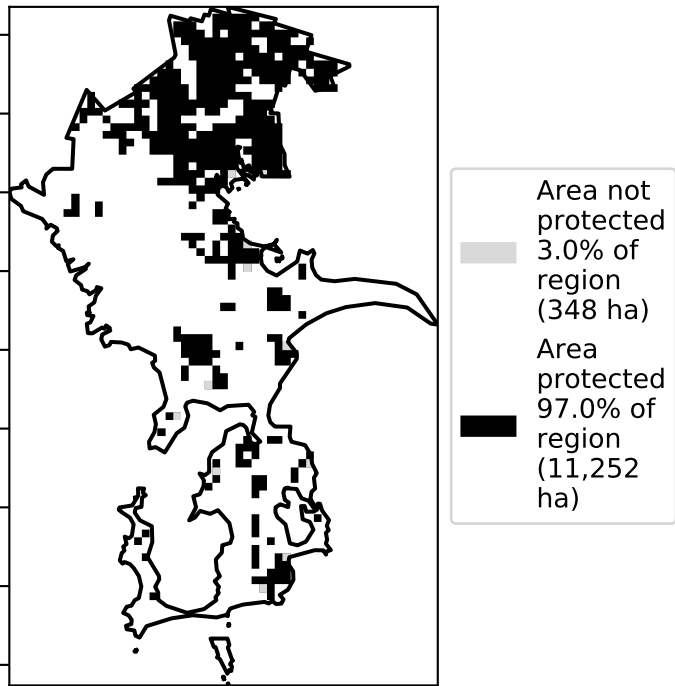 Area not
protected
3.0% of
region
(348 ha)
Area
protected
97.0% of
region
(11,252
ha)